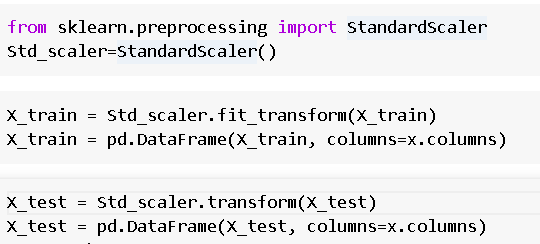 from sklearn.preprocessing import StandardScaler
Std_scaler=StandardScaler()
X_train = Std_scaler.fit_transform(X_train)
X_train = pd.DataFrame(X_train, columns=x.columns)
X_test = Std_scaler.transform(X_test)
X_test = pd.DataFrame(X_test, columns=x.columns)